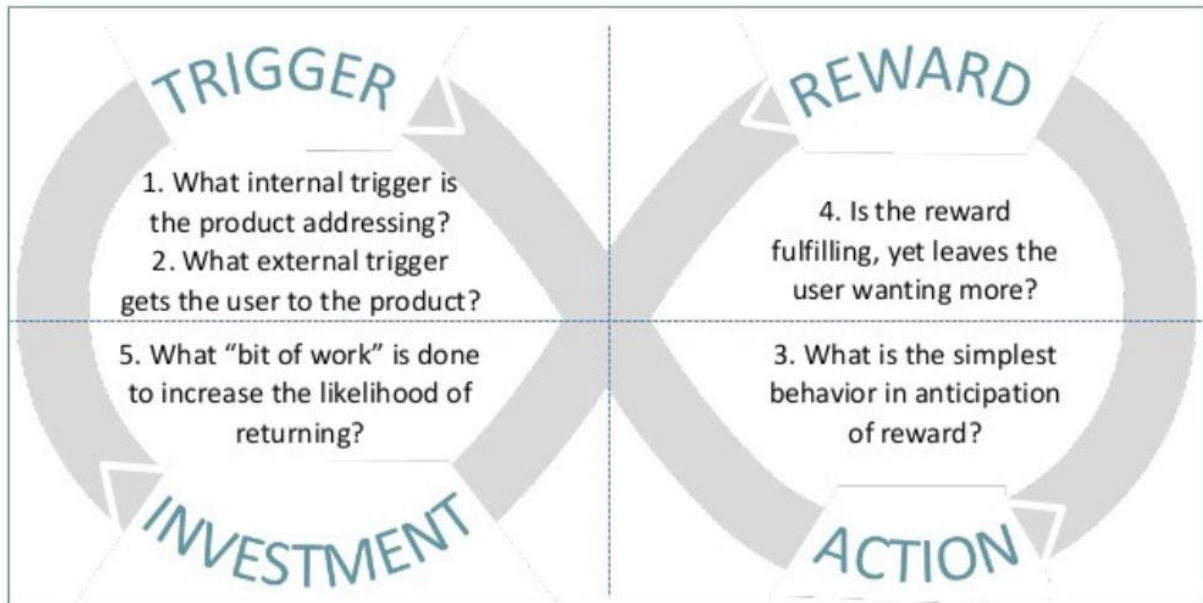 TRIGGER
1. What internal trigger is
the product addressing?
2. What external trigger
gets the user to the product?
REWARD
4. Is the reward
fulfilling, yet leaves the
user wanting more?
5. What “bit of work” is done
to increase the likelihood of
returning?
INVESTMENT
3. What is the simplest
behavior in anticipation
of reward?
ACTION